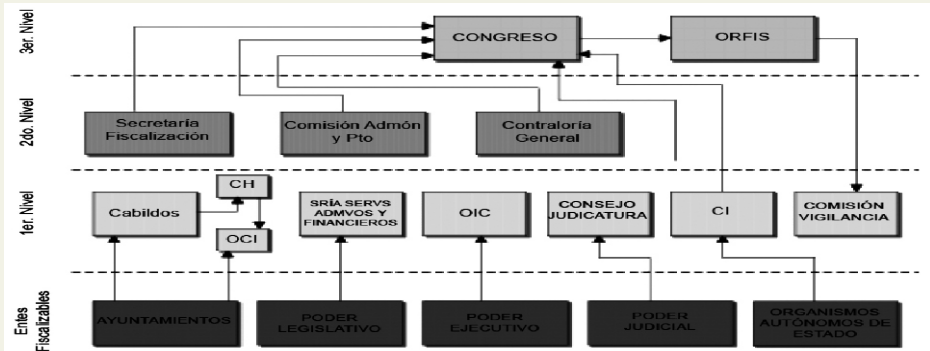 3er. Nivel
CONGRESO
ORFIS
2do. Nivel
Secretaría
Fiscalización
Comisión Admón
y Pto
Contraloría
General
1er. Nivel
Cabildos
CH
OCI
SRÍA SERVS
ADMVOS Y
FINANCIEROS
OIC
CONSEJO
JUDICATURA
CI
COMISIÓN
VIGILANCIA
Entes
Fiscalizables
AYUNTAMIENTOS
PODER
LEGISLATIVO
PODER
EJECUTIVO
PODER
JUDICIAL
ORGANISMOS
AUTÓNOMOS DE
ESTADO